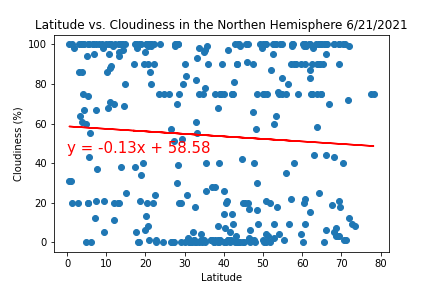 Latitude vs. Cloudiness in the Northen Hemisphere 6/21/2021
100
80
60
40
20
0
Cloudiness (%)
y = -0.13x + 58.58
0 10 20 30 40 50 60 70 80
Latitude